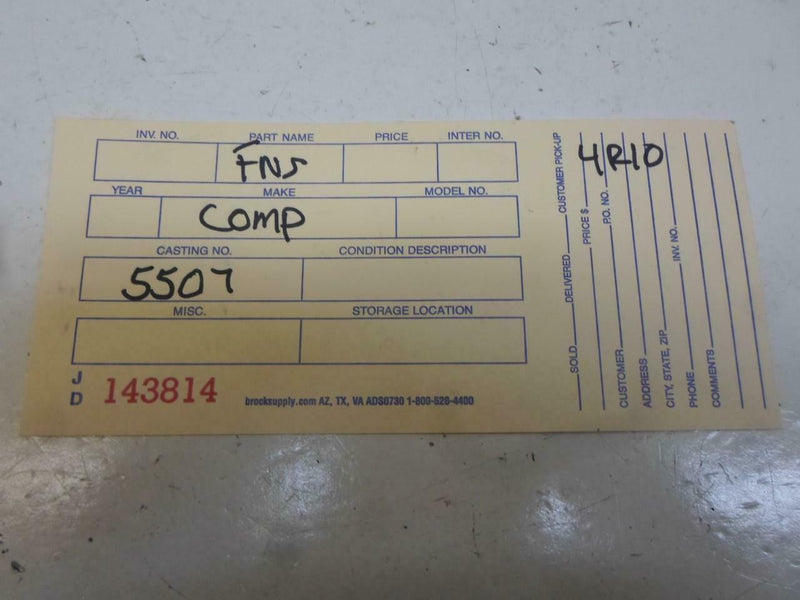 INV. NO. PART NAME PRICE INTER NO.
FNS
YEAR MAKE MODEL NO.
COMP
CASTING NO. CONDITION DESCRIPTION
5507
MISC. STORAGE LOCATION
J D 143814 brocksupply.com AZ, TX, VA ADS0730 1-800-528-4400
4R10
SOLD DELIVERED CUSTOMER PICK-UP
PRICE $
CUSTOMER P.O. NO.
ADDRESS
CITY, STATE, ZIP INV. NO.
PHONE
COMMENTS